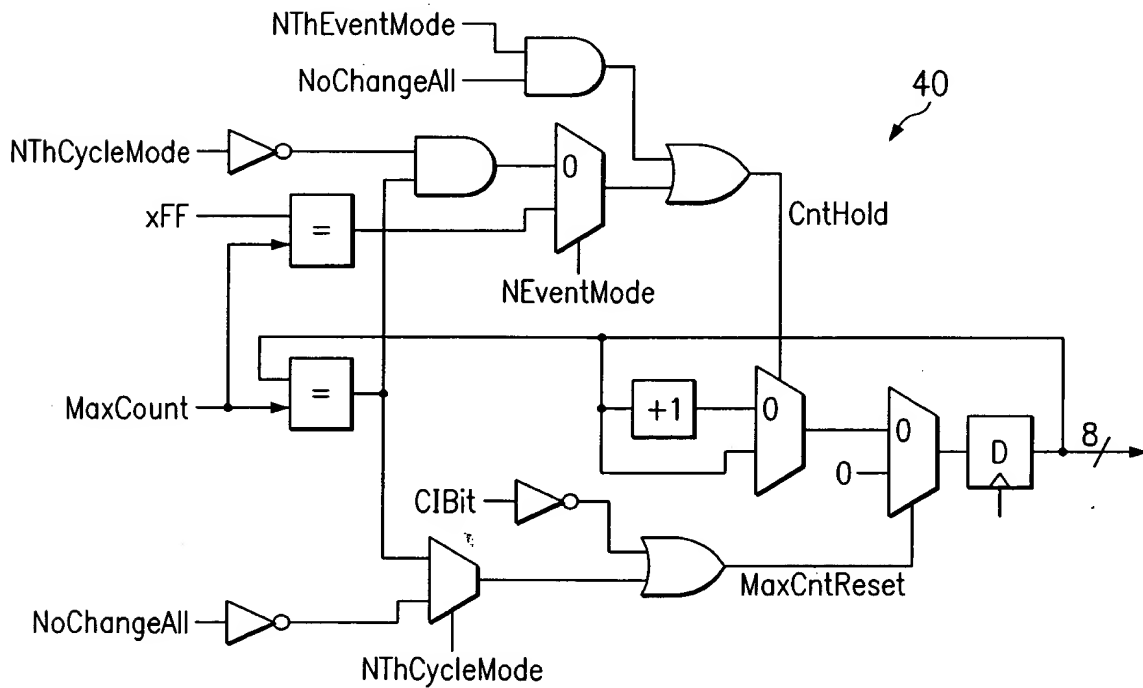 NThEventMode
NoChangeAll
40
NThCycleMode
0
xFF
=
CntHold
NEventMode
MaxCount
=
+1
0
0
0
D
8
CIBit
MaxCntReset
NoChangeAll
NThCycleMode